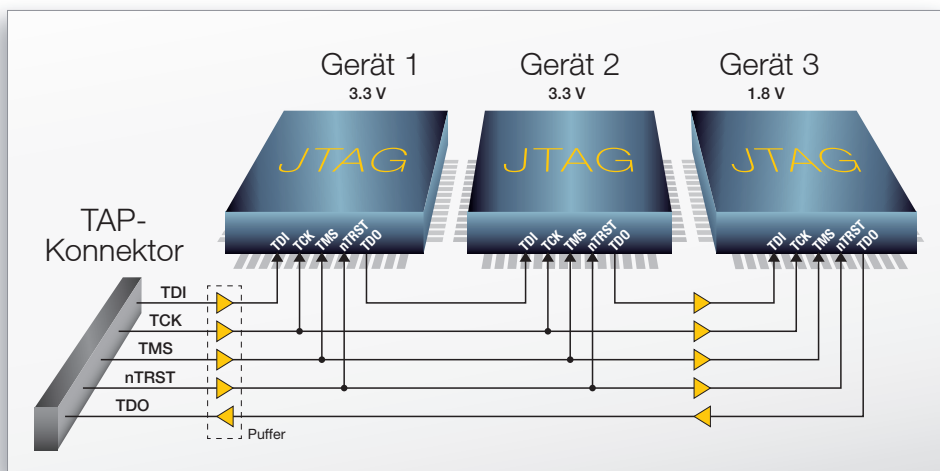 Gerät 1
3.3 V
Gerät 2
3.3 V
Gerät 3
1.8 V
JTAG
JTAG
JTAG
TDI
TCK
TMS
nTRST
TDO
TDI
TCK
TMS
nTRST
TDO
TDI
TCK
TMS
nTRST
TDO
TAP-
Konnektor
TDI
TCK
TMS
nTRST
TDO
Puffer